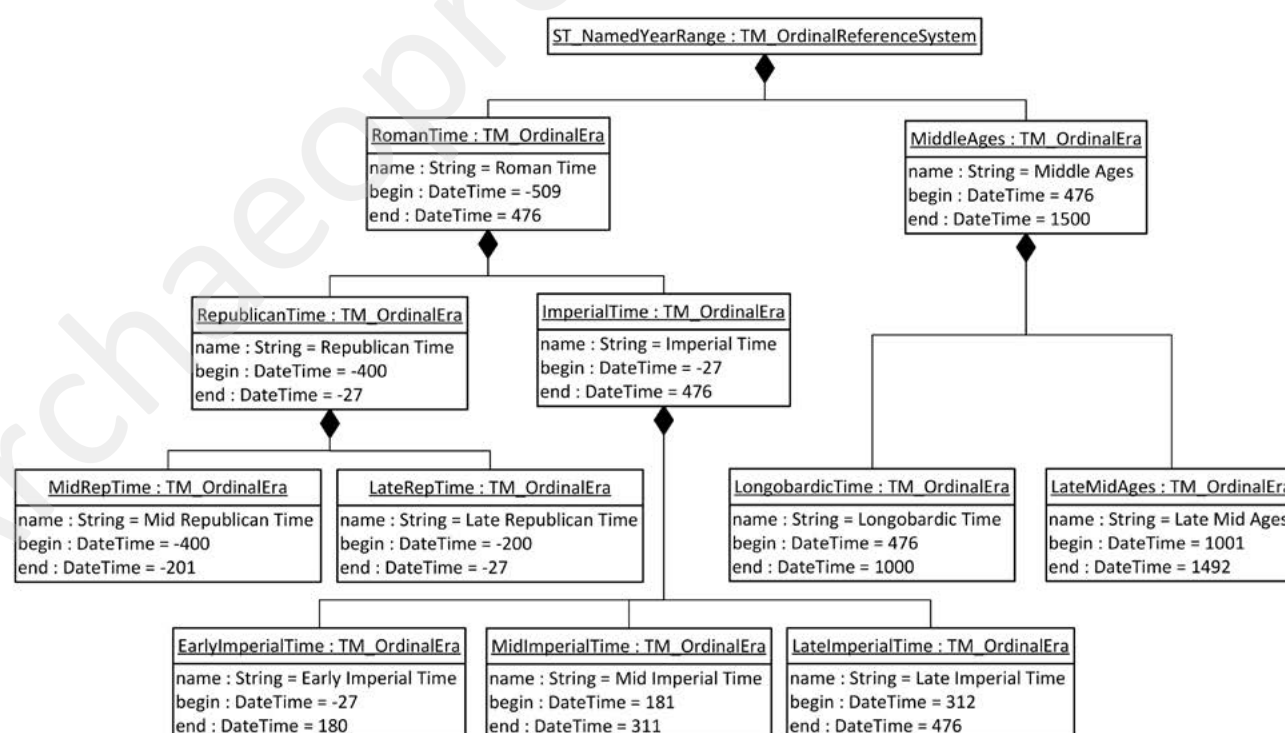 ST_NamedYearRange : TM_OrdinalReferenceSystem
RomanTime : TM_OrdinalEra
name : String = Roman Time
begin : DateTime = -509
end : DateTime = 476
MiddleAges : TM_OrdinalEra
name : String = Middle Ages
begin : DateTime = 476
end : DateTime = 1500
RepublicanTime : TM_OrdinalEra
name : String = Republican Time
begin : DateTime = -400
end : DateTime = -27
ImperialTime : TM_OrdinalEra
name : String = Imperial Time
begin : DateTime = -27
end : DateTime = 476
MidRepTime : TM_OrdinalEra
name : String = Mid Republican Time
begin : DateTime = -400
end : DateTime = -201
LateRepTime : TM_OrdinalEra
name : String = Late Republican Time
begin : DateTime = -200
end : DateTime = -27
LongobardicTime : TM_OrdinalEra
name : String = Longobardic Time
begin : DateTime = 476
end : DateTime = 1000
LateMidAges : TM_OrdinalEra
name : String = Late Mid Ages
begin : DateTime = 1001
end : DateTime = 1492
EarlyImperialTime : TM_OrdinalEra
name : String = Early Imperial Time
begin : DateTime = -27
end : DateTime = 180
MidImperialTime : TM_OrdinalEra
name : String = Mid Imperial Time
begin : DateTime = 181
end : DateTime = 311
LateImperialTime : TM_OrdinalEra
name : String = Late Imperial Time
begin : DateTime = 312
end : DateTime = 476